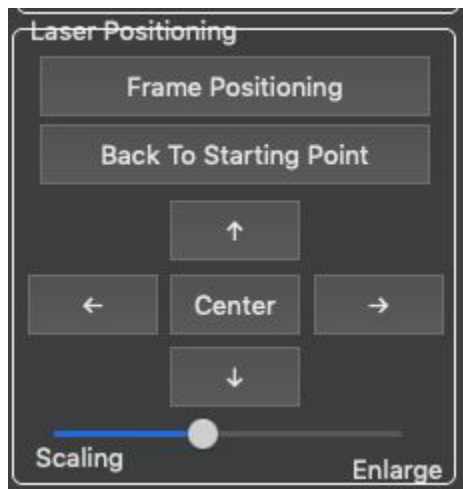 Laser Positioning
Frame Positioning
Back To Starting Point
↑
← Center →
↓
Scaling
Enlarge